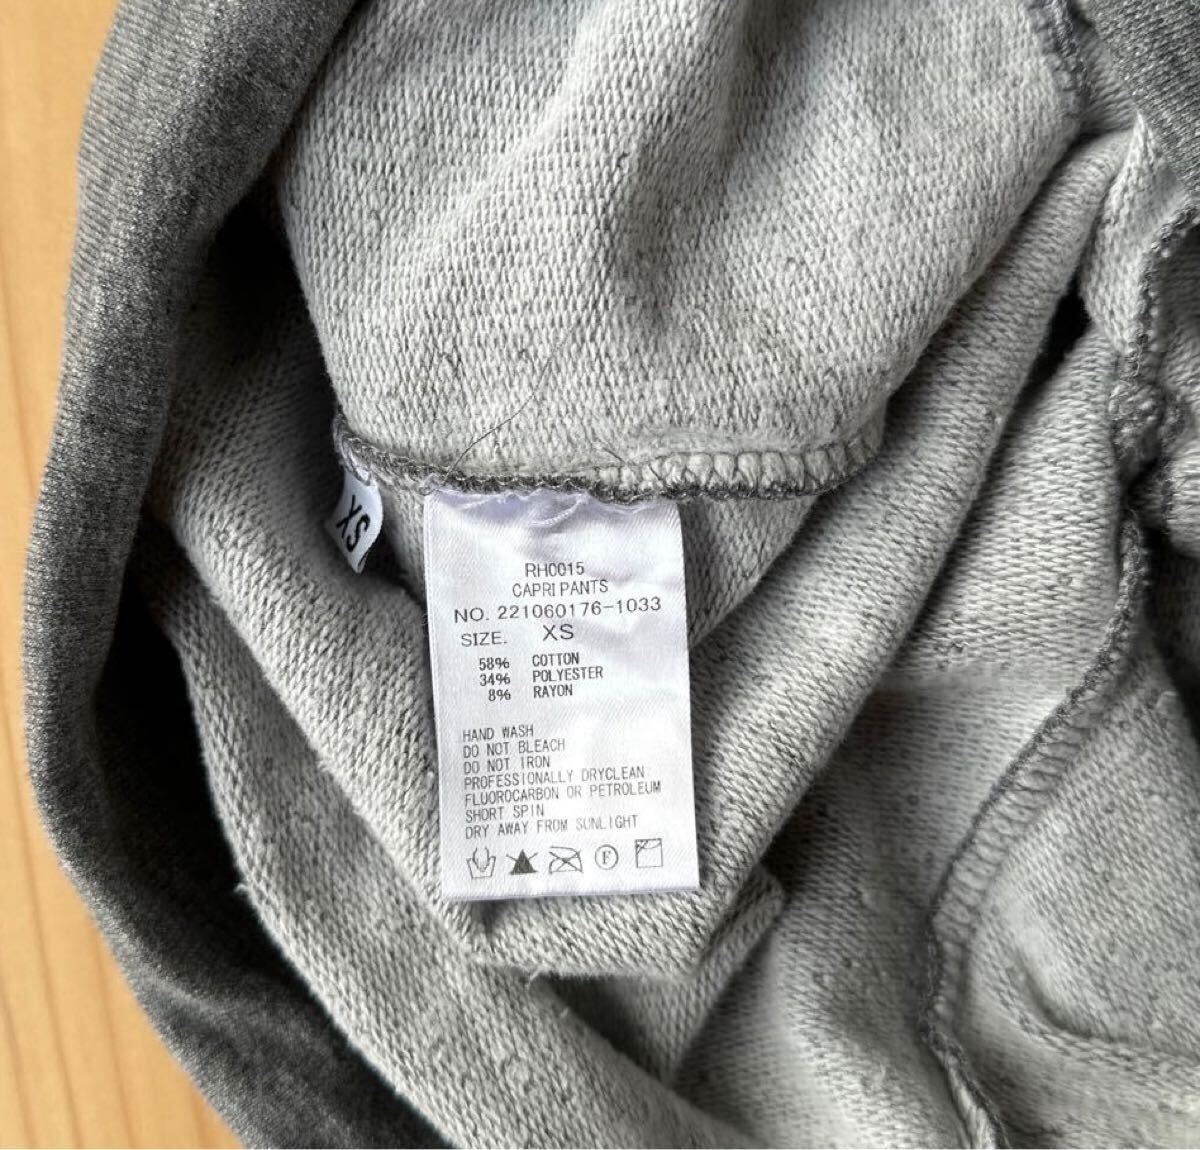 XS
RH0015
CAPRI PANTS
NO. 221060176-1033
SIZE. XS
58% COTTON
34% POLYESTER
8% RAYON
HAND WASH
DO NOT BLEACH
DO NOT IRON
PROFESSIONALLY DRYCLEAN
FLUOROCARBON OR PETROLEUM
SHORT SPIN
DRY AWAY FROM SUNLIGHT
F